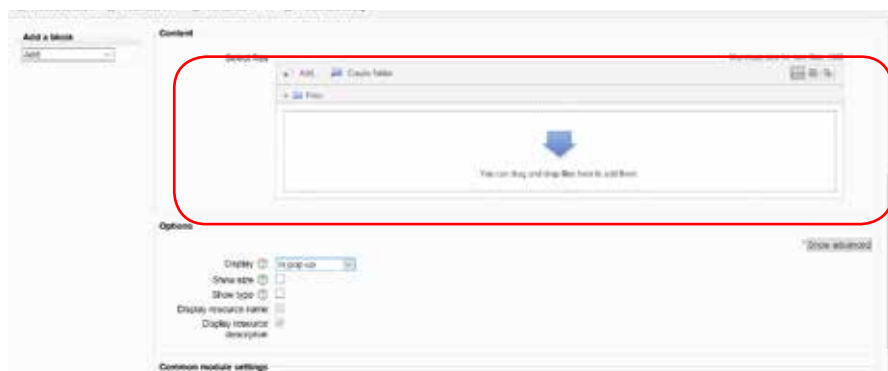 Add a block
Add
Content
Select files
Add
Create folder
Files
You can drag and drop files here to add them.
Options
Show advanced
Display
In pop-up
Show size
Show type
Display resource name
Display resource
description
Common module settings